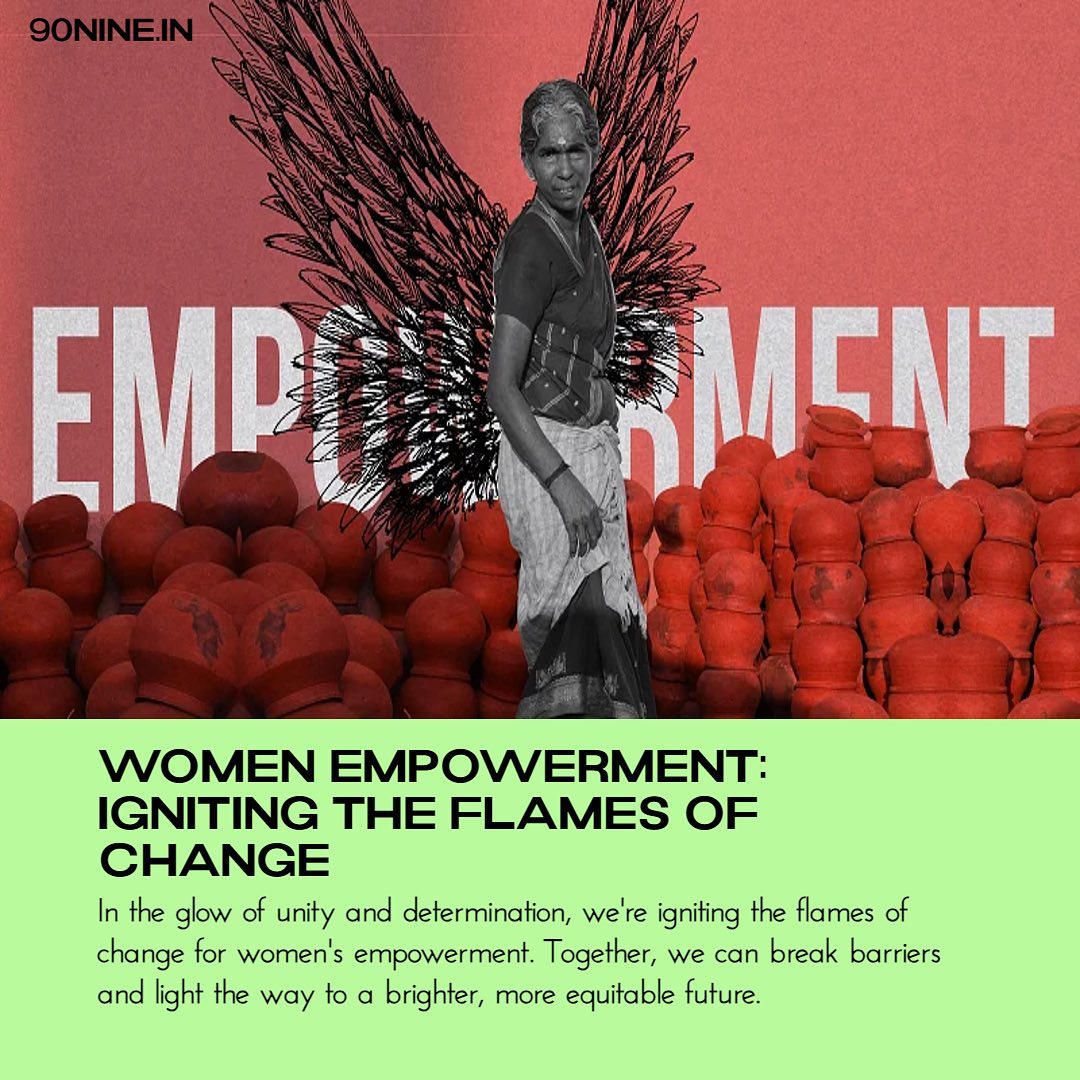 90NINE.IN
EMPOWERMENT
WOMEN EMPOWERMENT:
IGNITING THE FLAMES OF
CHANGE
In the glow of unity and determination, we're igniting the flames of
change for women's empowerment. Together, we can break barriers
and light the way to a brighter, more equitable future.